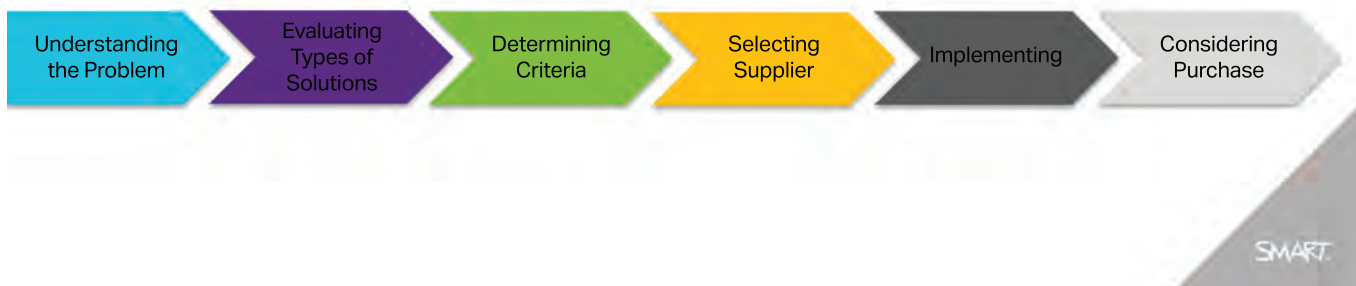 Understanding
the Problem
Evaluating
Types of
Solutions
Determining
Criteria
Selecting
Supplier
Implementing
Considering
Purchase
SMART